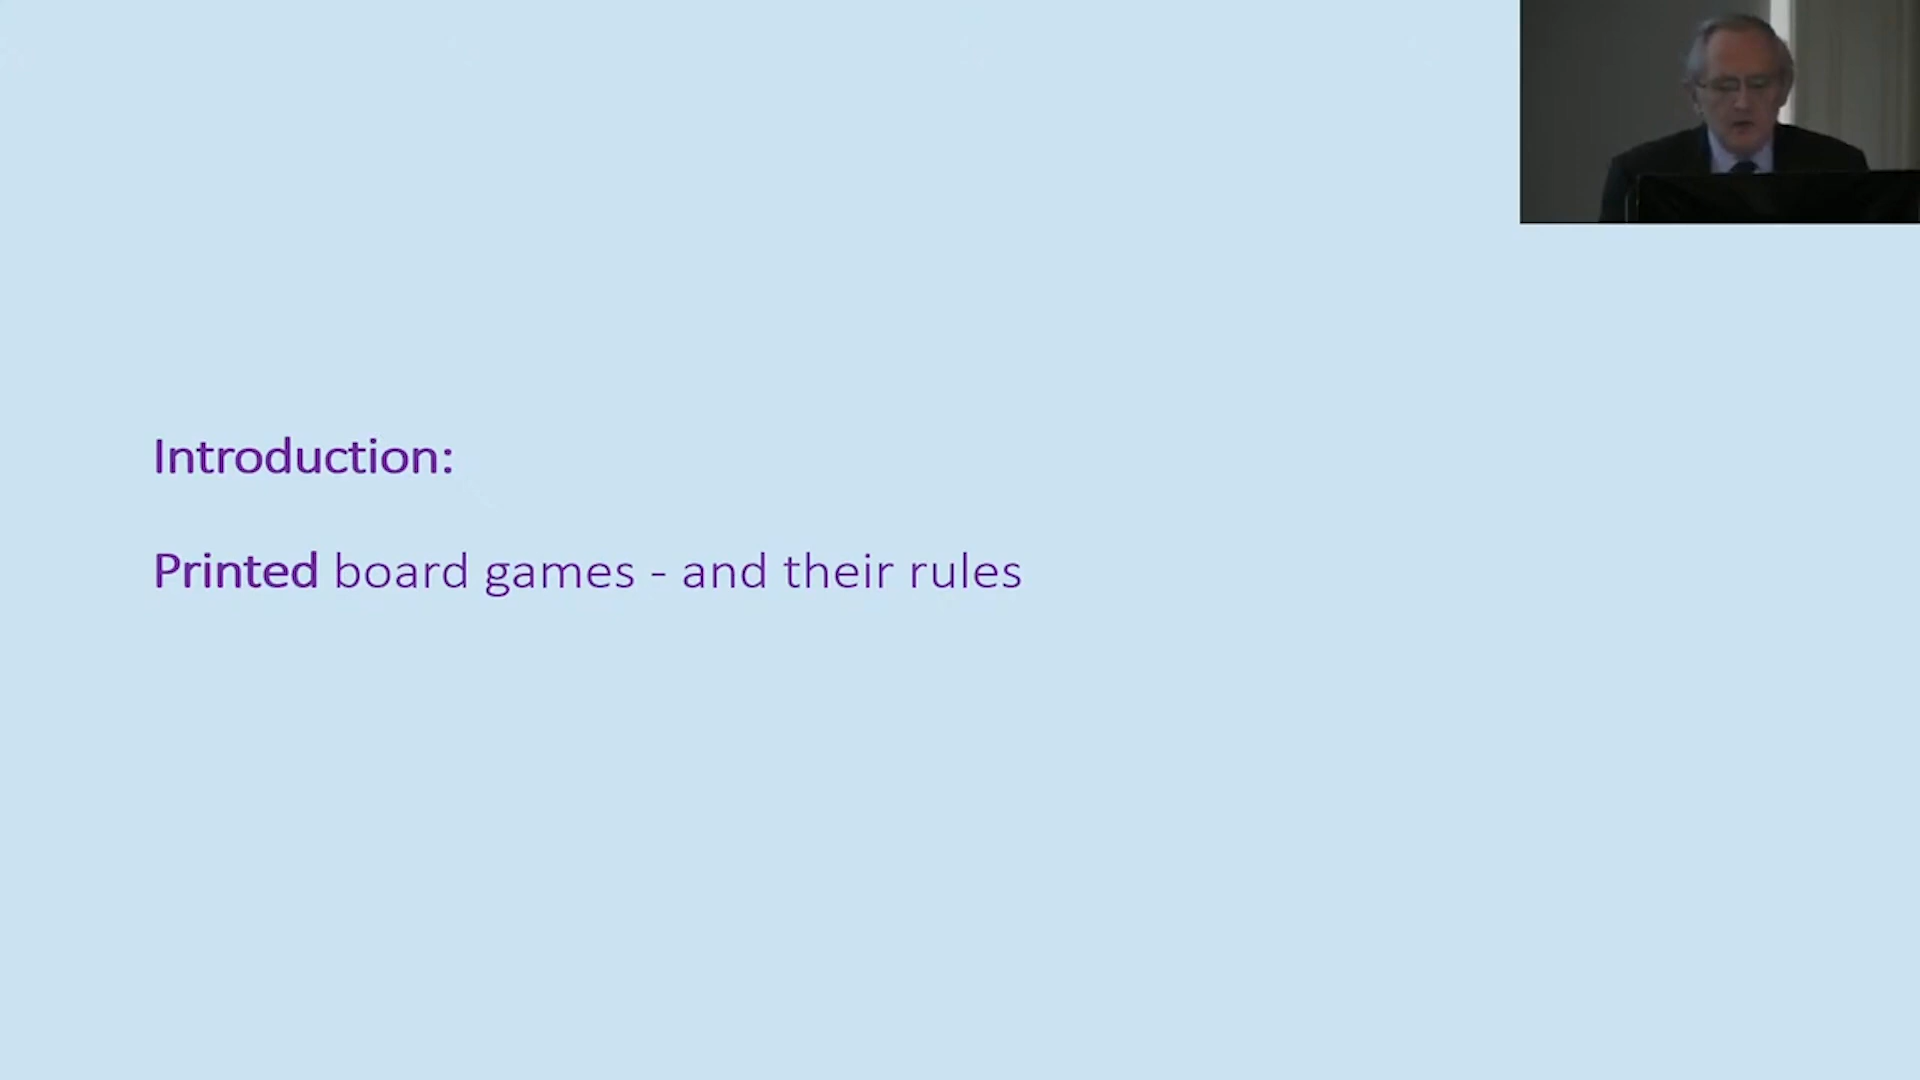 Introduction:
Printed board games - and their rules